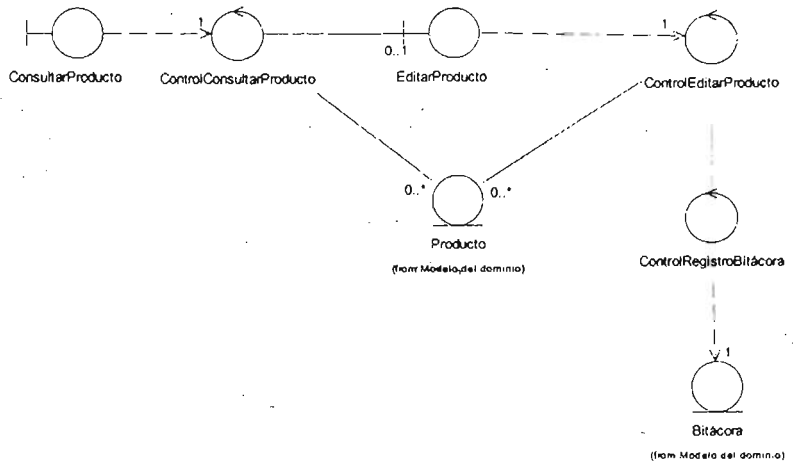 1
1
0..1
ConsultarProducto
ControlConsultarProducto
EditarProducto
ControlEditarProducto
0..*
0..*
Producto
(from Modelo del dominio)
ControlRegistroBitácora
1
Bitácora
(from Modelo del dominio)